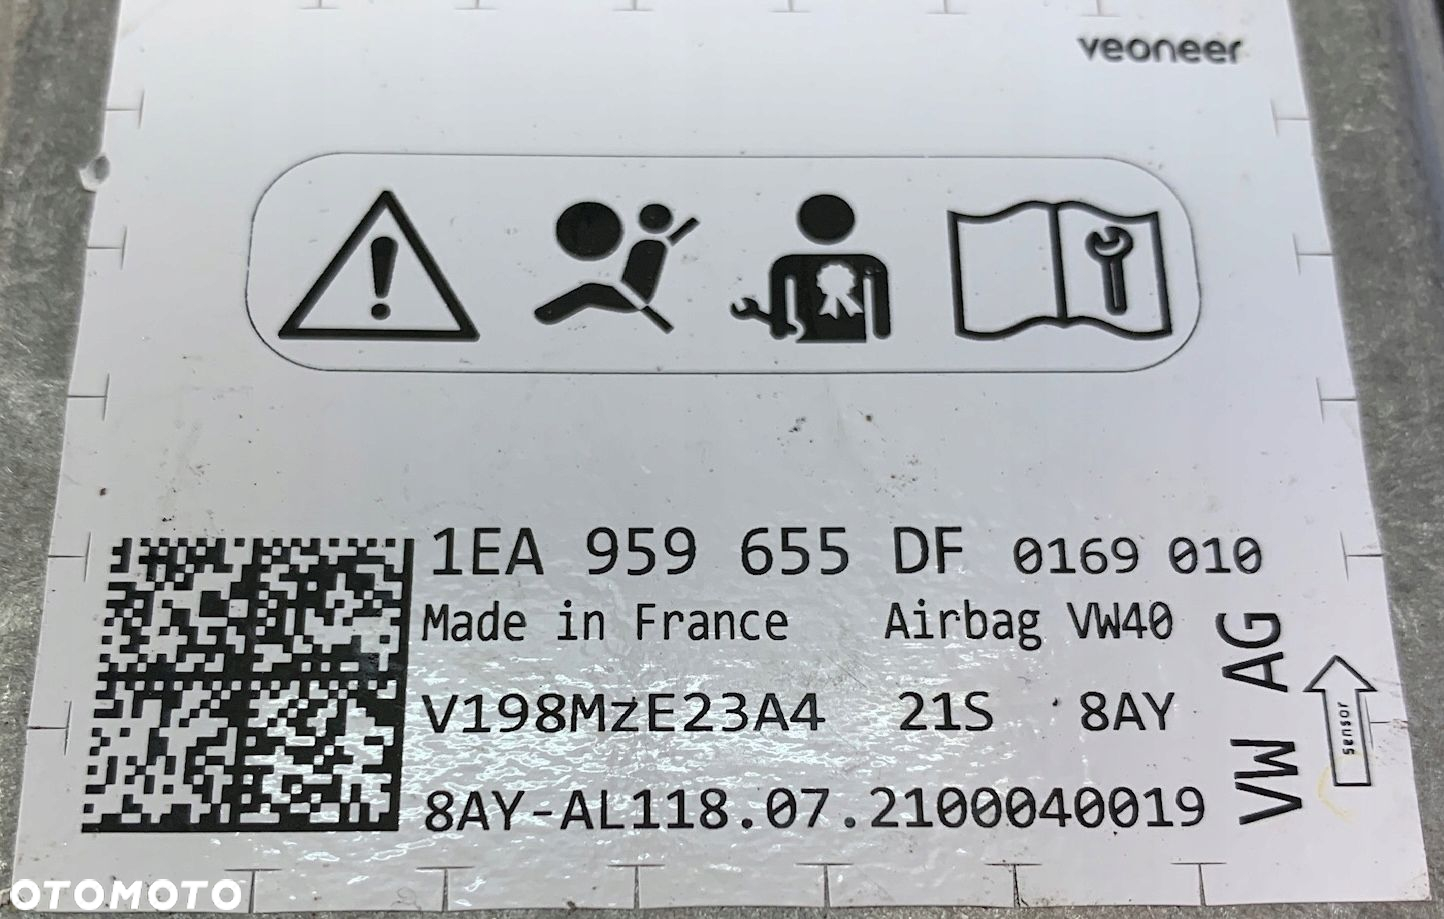 veoneer
1EA 959 655 DF 0169 010
Made in France Airbag VW40
V198MzE23A4 21S 8AY
8AY-AL118.07.2100040019
VW AG
Sensor
OTOMOTO